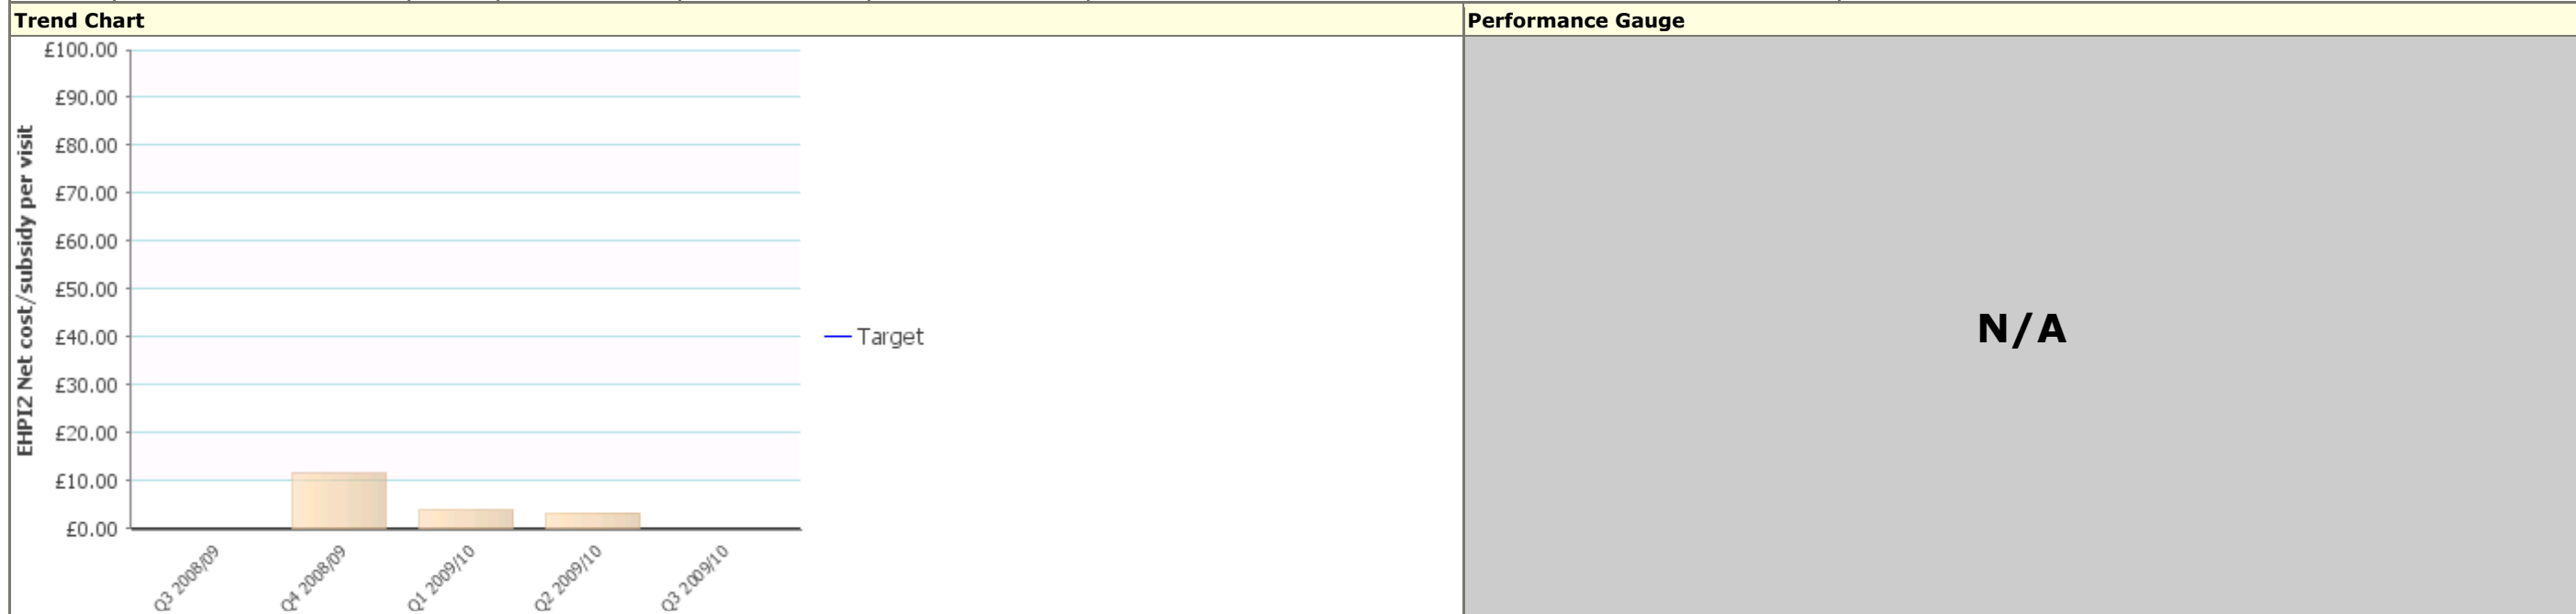 Trend Chart
Performance Gauge
EHPI2 Net cost/subsidy per visit
£100.00
£90.00
£80.00
£70.00
£60.00
£50.00
£40.00
£30.00
£20.00
£10.00
£0.00
Q3 2008/09
Q4 2008/09
Q1 2009/10
Q2 2009/10
Q3 2009/10
Target
N/A